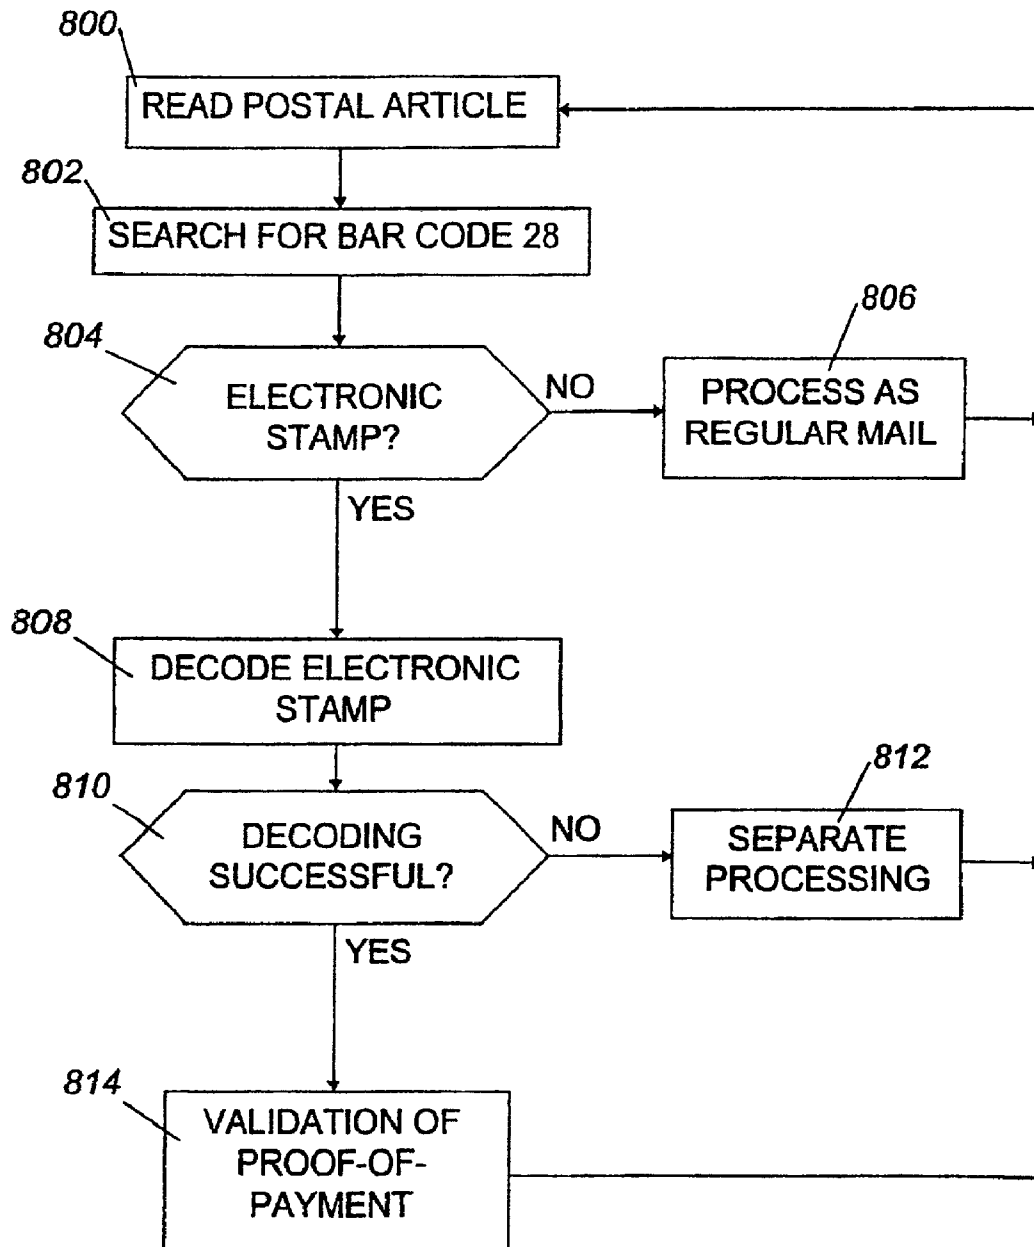 800
READ POSTAL ARTICLE
802
SEARCH FOR BAR CODE 28
804
ELECTRONIC
STAMP?
NO
806
PROCESS AS
REGULAR MAIL
YES
808
DECODE ELECTRONIC
STAMP
810
DECODING
SUCCESSFUL?
NO
812
SEPARATE
PROCESSING
YES
814
VALIDATION OF
PROOF-OF-
PAYMENT